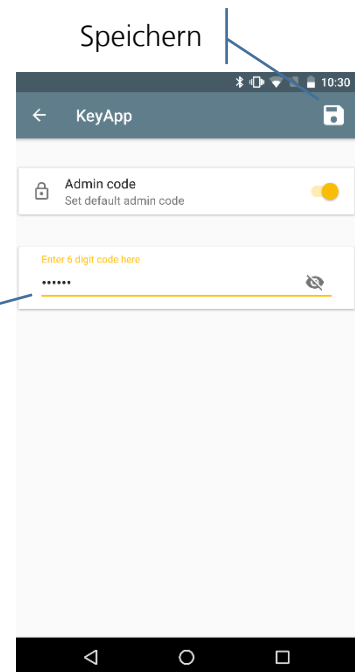 Speichern
10:30
KeyApp
Admin code
Set default admin code
Enter 6 digit code here
••••••